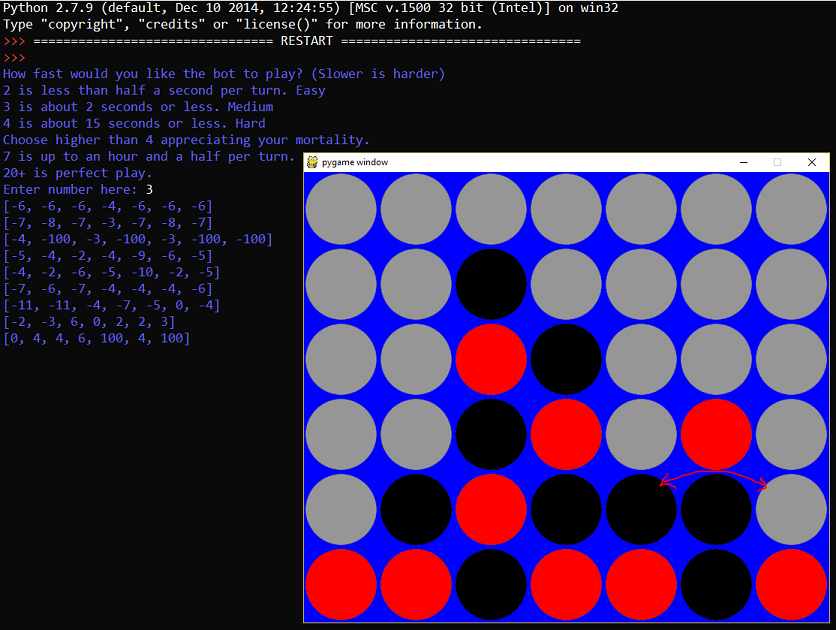 Python 2.7.9 (default, Dec 10 2014, 12:24:55) [MSC v.1500 32 bit (Intel)] on win32
Type "copyright", "credits" or "license()" for more information.
>>> ================================ RESTART ================================
>>>
How fast would you like the bot to play? (Slower is harder)
2 is less than half a second per turn. Easy
3 is about 2 seconds or less. Medium
4 is about 15 seconds or less. Hard
Choose higher than 4 appreciating your mortality.
7 is up to an hour and a half per turn.
20+ is perfect play.
Enter number here: 3
[-6, -6, -6, -4, -6, -6, -6]
[-7, -8, -7, -3, -7, -8, -7]
[-4, -100, -3, -100, -3, -100, -100]
[-5, -4, -2, -4, -9, -6, -5]
[-4, -2, -6, -5, -10, -2, -5]
[-7, -6, -7, -4, -4, -4, -6]
[-11, -11, -4, -7, -5, 0, -4]
[-2, -3, 6, 0, 2, 2, 3]
[0, 4, 4, 6, 100, 4, 100]
pygame window